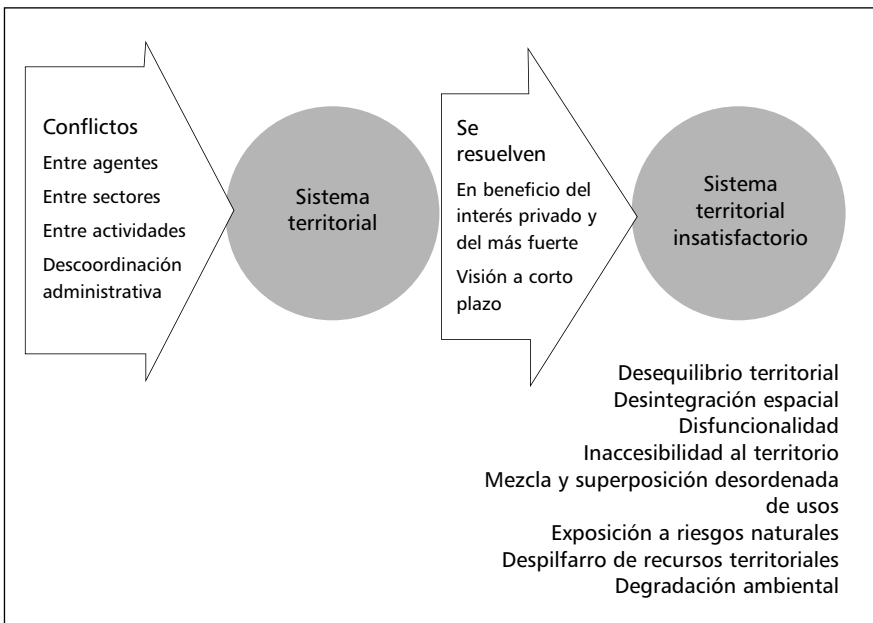 Conflictos
Entre agentes
Entre sectores
Entre actividades
Descoordinación
administrativa
Sistema
territorial
Se
resuelven
En beneficio del
interés privado y
del más fuerte
Visión a corto
plazo
Sistema
territorial
insatisfactorio
Desequilibrio territorial
Desintegración espacial
Disfuncionalidad
Inaccesibilidad al territorio
Mezcla y superposición desordenada
de usos
Exposición a riesgos naturales
Despilfarro de recursos territoriales
Degradación ambiental